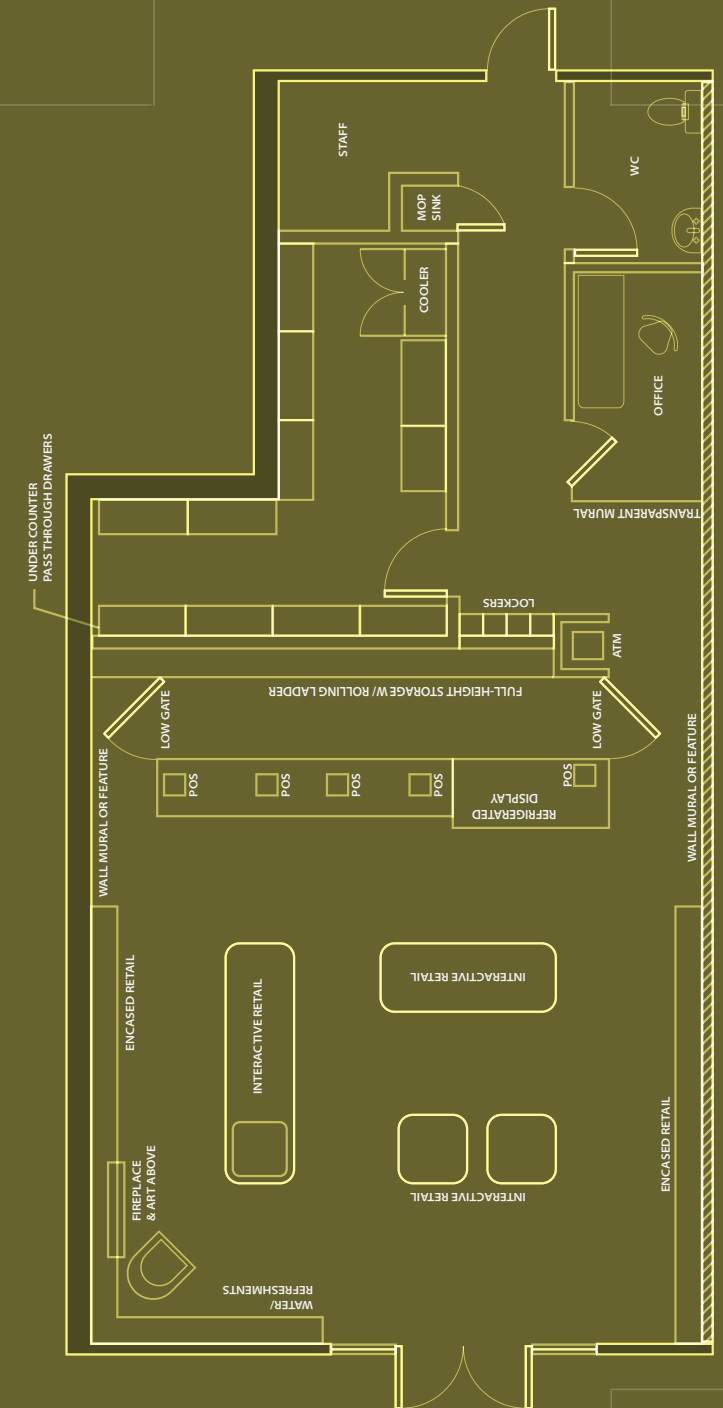 STAFF
WC
MOP
SINK
COOLER
OFFICE
UNDER COUNTER
PASS THROUGH DRAWERS
TRANSPARENT MURAL
LOCKERS
ATM
FULL-HEIGHT STORAGE W/ ROLLING LADDER
LOW GATE
LOW GATE
WALL MURAL OR FEATURE
WALL MURAL OR FEATURE
POS
POS
POS
POS
POS
REFRIGERATED
DISPLAY
ENCASED RETAIL
INTERACTIVE RETAIL
INTERACTIVE RETAIL
FIREPLACE
& ART ABOVE
INTERACTIVE RETAIL
ENCASED RETAIL
WATER/
REFRESHMENTS